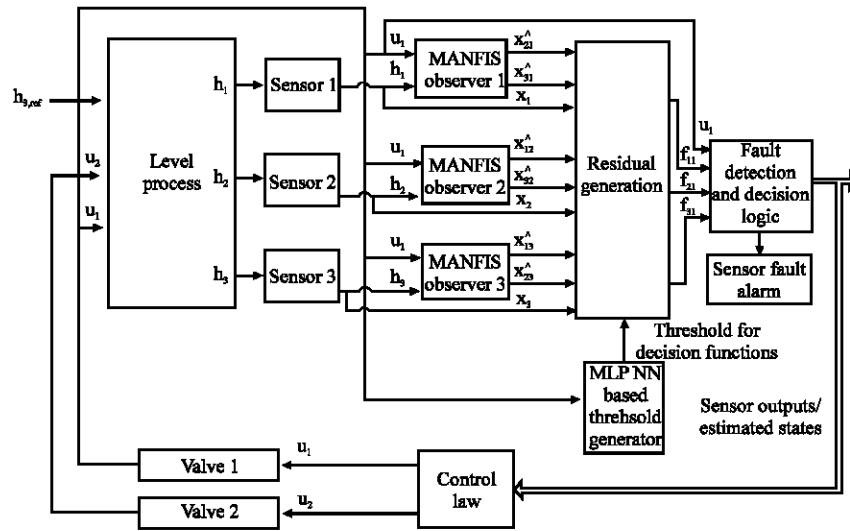 u₁
MANFIS
observer 1
h₁
x̂₂₁
x̂₃₁
x₁
Sensor 1
h₁
h₃,ref
Level
process
u₂
u₁
Sensor 2
h₂
u₁
h₂
MANFIS
observer 2
x̂₁₂
x̂₃₂
x₂
Sensor 3
h₃
u₁
h₃
MANFIS
observer 3
x̂₁₃
x̂₂₃
x₃
Residual
generation
u₁
f₁₁
f₂₁
f₃₁
Fault
detection
and decision
logic
Sensor fault
alarm
Threshold for
decision functions
MLP NN
based
threhsold
generator
Sensor outputs/
estimated states
Valve 1
u₁
Control
law
Valve 2
u₂